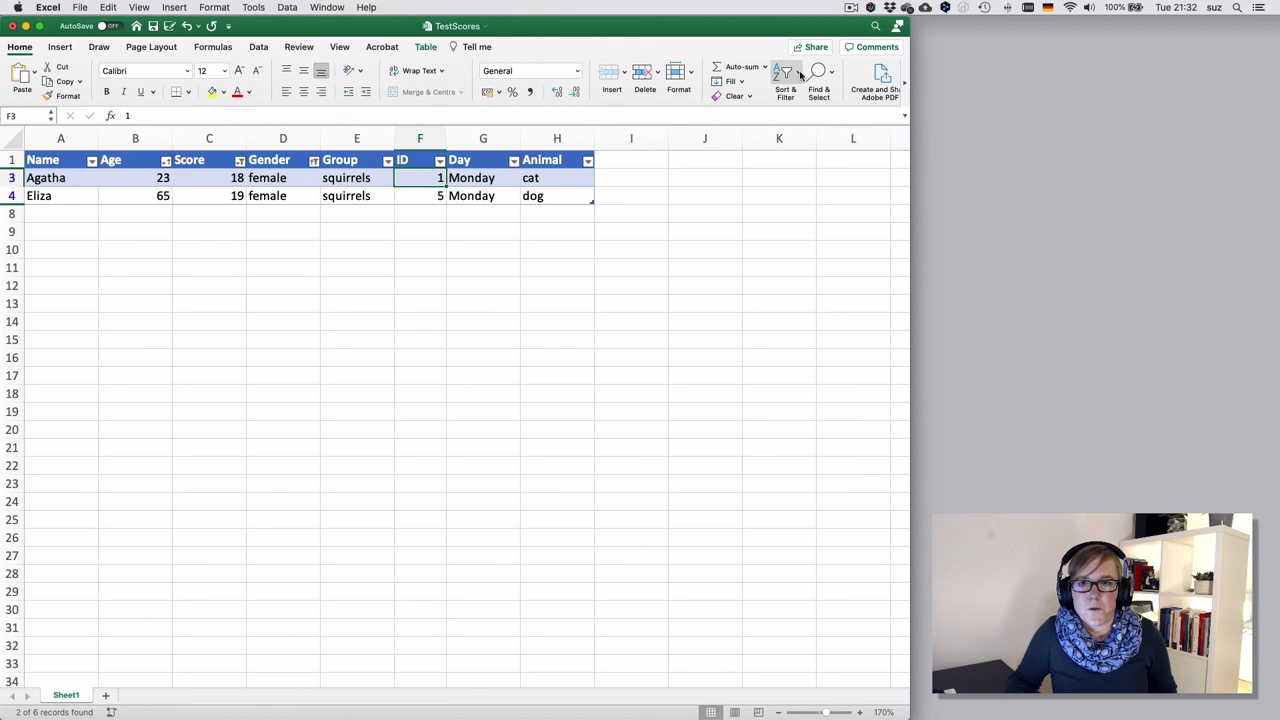 Excel File Edit View Insert Format Tools Data Window Help 100% Tue 21:32 suz
AutoSave OFF TestScores
Home Insert Draw Page Layout Formulas Data Review View Acrobat Table Tell me Share Comments
Paste Cut Copy Format
Calibri 12 Wrap Text General Auto-sum
B I U A Merge & Centre % Fill Clear
Insert Delete Format Sort & Filter Find & Select Create and Sha Adobe PDF
F3 fx 1
A B C D E F G H I J K L
1 Name Age Score Gender Group ID Day Animal
3 Agatha 23 18 female squirrels 1 Monday cat
4 Eliza 65 19 female squirrels 5 Monday dog
8
9
10
11
12
13
14
15
16
17
18
19
20
21
22
23
24
25
26
27
28
29
30
31
32
33
34
Sheet1
2 of 6 records found 170%